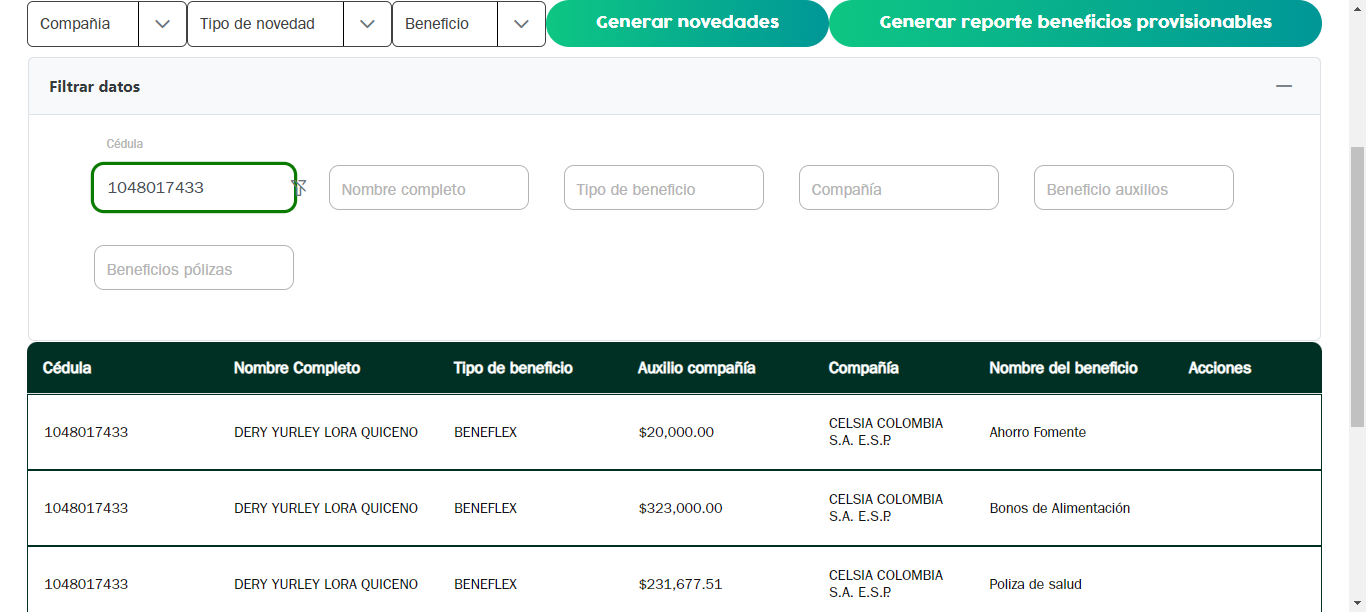 Compañia Tipo de novedad Beneficio Generar novedades Generar reporte beneficios provisionables
Filtrar datos
Cédula
1048017433 Nombre completo Tipo de beneficio Compañía Beneficio auxilios
Beneficios pólizas
Cédula Nombre Completo Tipo de beneficio Auxilio compañía Compañía Nombre del beneficio Acciones
1048017433 DERY YURLEY LORA QUICENO BENEFLEX $20,000.00 CELSIA COLOMBIA S.A. E.S.P. Ahorro Fomente
1048017433 DERY YURLEY LORA QUICENO BENEFLEX $323,000.00 CELSIA COLOMBIA S.A. E.S.P. Bonos de Alimentación
1048017433 DERY YURLEY LORA QUICENO BENEFLEX $231,677.51 CELSIA COLOMBIA S.A. E.S.P. Poliza de salud